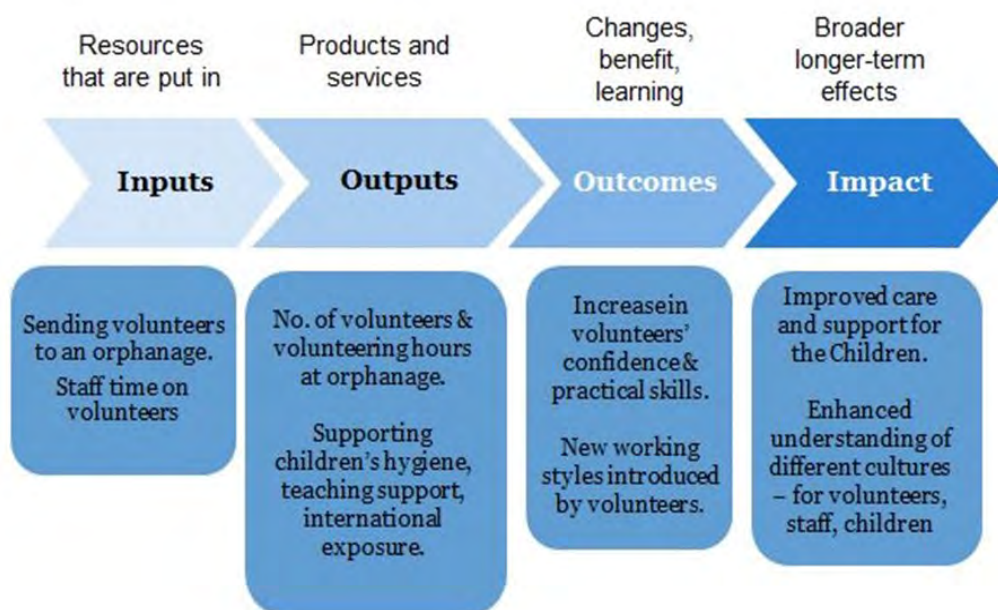 Resources
that are put in
Products and
services
Changes,
benefit,
learning
Broader
longer-term
effects
Inputs
Outputs
Outcomes
Impact
Sending volunteers
to an orphanage.
Staff time on
volunteers
No. of volunteers &
volunteering hours
at orphanage.
Supporting
children's hygiene,
teaching support,
international
exposure.
Increase in
volunteers'
confidence &
practical skills.
New working
styles introduced
by volunteers.
Improved care
and support for
the Children.
Enhanced
understanding of
different cultures
– for volunteers,
staff, children